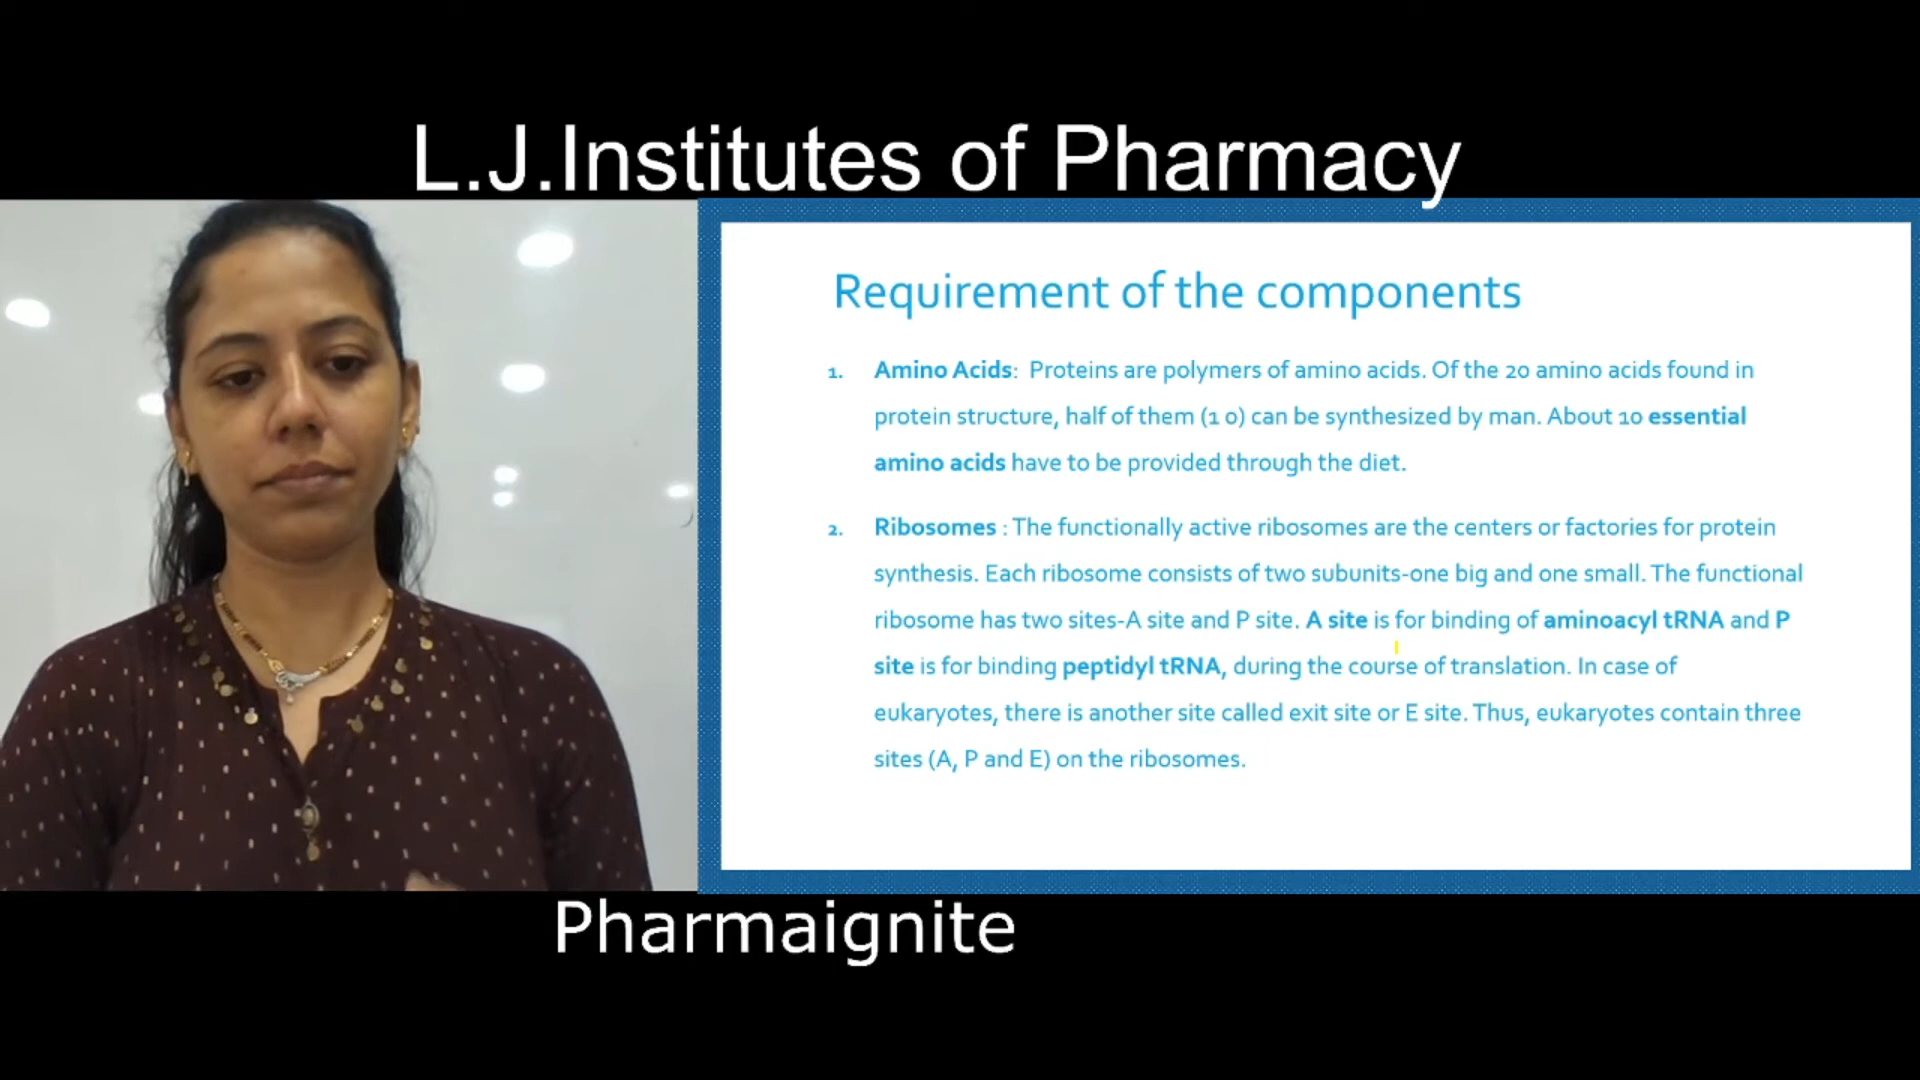 L.J.Institutes of Pharmacy
Requirement of the components
1. Amino Acids: Proteins are polymers of amino acids. Of the 20 amino acids found in
protein structure, half of them (1 0) can be synthesized by man. About 10 essential
amino acids have to be provided through the diet.
2. Ribosomes : The functionally active ribosomes are the centers or factories for protein
synthesis. Each ribosome consists of two subunits-one big and one small. The functional
ribosome has two sites-A site and P site. A site is for binding of aminoacyl tRNA and P
site is for binding peptidyl tRNA, during the course of translation. In case of
eukaryotes, there is another site called exit site or E site. Thus, eukaryotes contain three
sites (A, P and E) on the ribosomes.
Pharmaignite